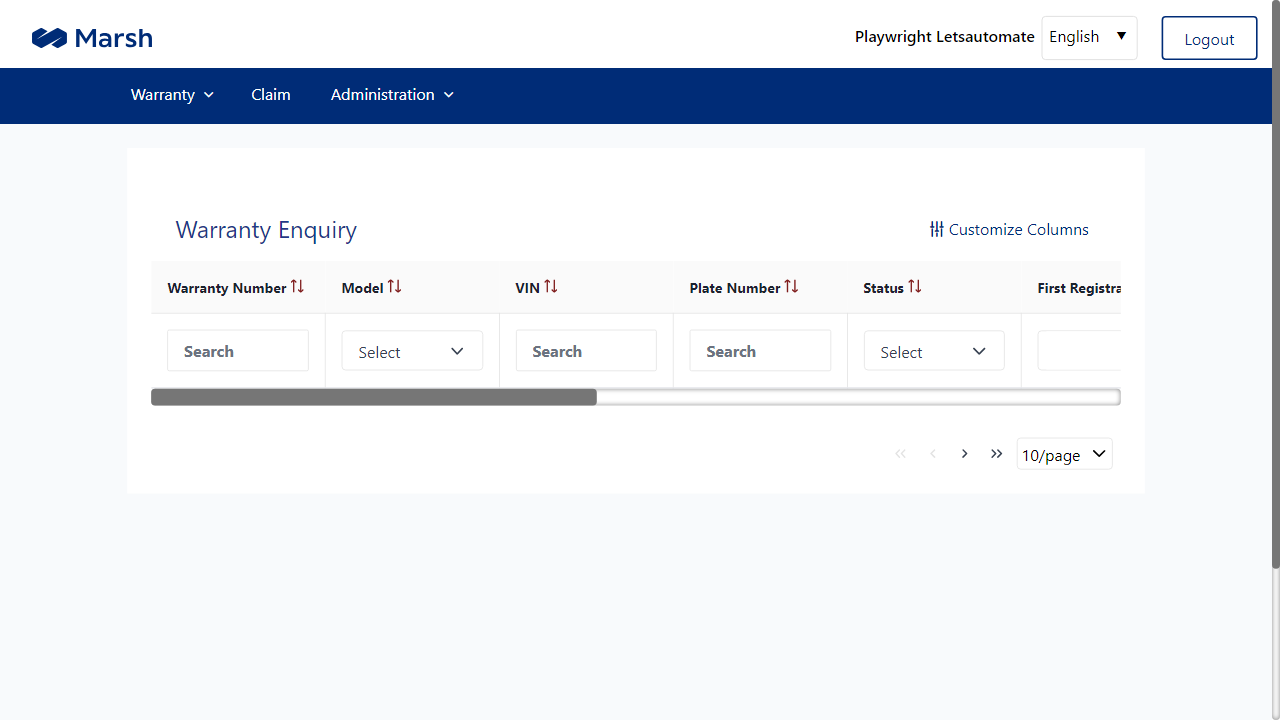 Marsh
Playwright Letsautomate
English
Logout
Warranty
Claim
Administration
Warranty Enquiry
Customize Columns
Warranty Number
Model
VIN
Plate Number
Status
First Registra
Search
Select
Search
Search
Select
10/page